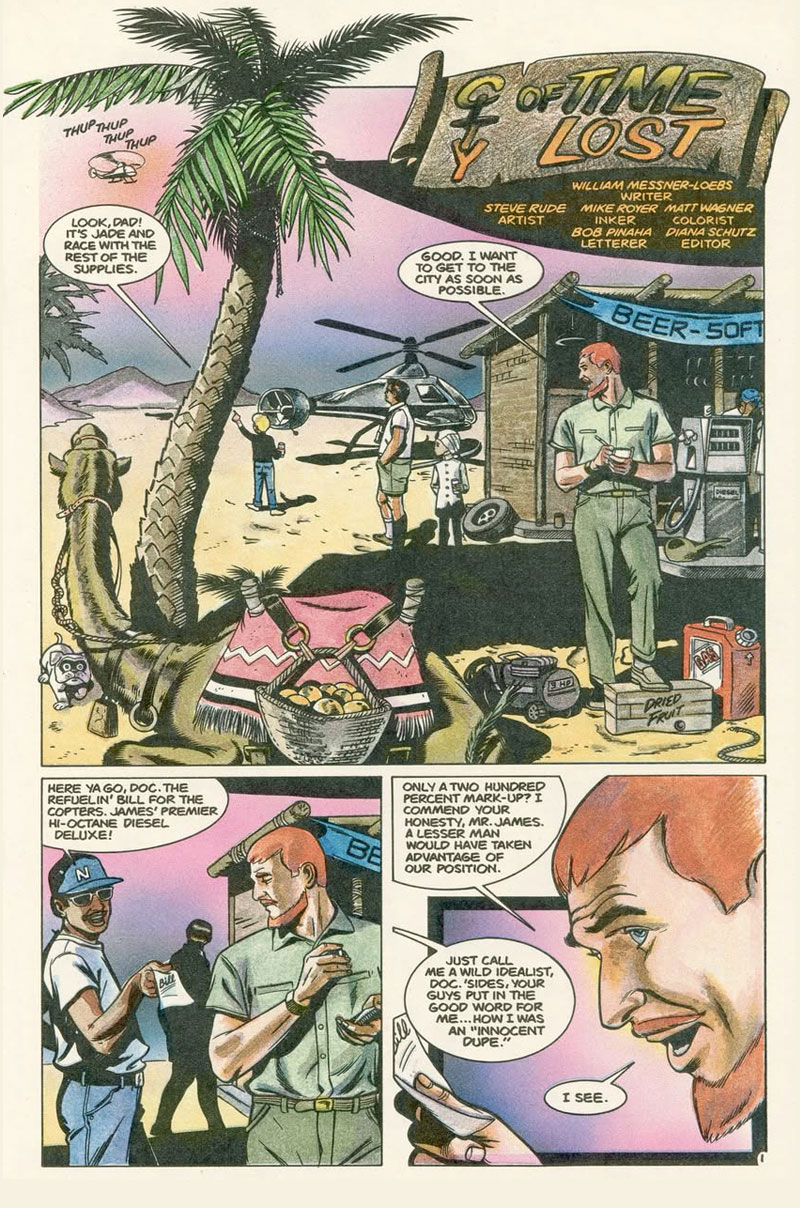 CITY OF TIME
LOST
WILLIAM MESSNER-LOEBS
WRITER
STEVE RUDE MIKE ROYER MATT WAGNER
ARTIST INKER COLORIST
BOB PINAHA DIANA SCHUTZ
LETTERER EDITOR
THUP THUP
THUP
THUP
LOOK, DAD!
IT'S JADE AND
RACE WITH THE
REST OF THE
SUPPLIES.
GOOD. I WANT
TO GET TO THE
CITY AS SOON AS
POSSIBLE.
BEER-SOFT
DIESEL
GAS
5 HP
DRIED
FRUIT
HERE YA GO, DOC. THE
REFUELIN' BILL FOR THE
COPTERS. JAMES' PREMIER
HI-OCTANE DIESEL
DELUXE!
BE
N
Bill
ONLY A TWO HUNDRED
PERCENT MARK-UP? I
COMMEND YOUR
HONESTY, MR. JAMES.
A LESSER MAN
WOULD HAVE TAKEN
ADVANTAGE OF
OUR POSITION.
JUST CALL
ME A WILD IDEALIST,
DOC. 'SIDES, YOUR
GUYS PUT IN THE
GOOD WORD FOR
ME...HOW I WAS
AN "INNOCENT
DUPE."
Bill
I SEE.
1